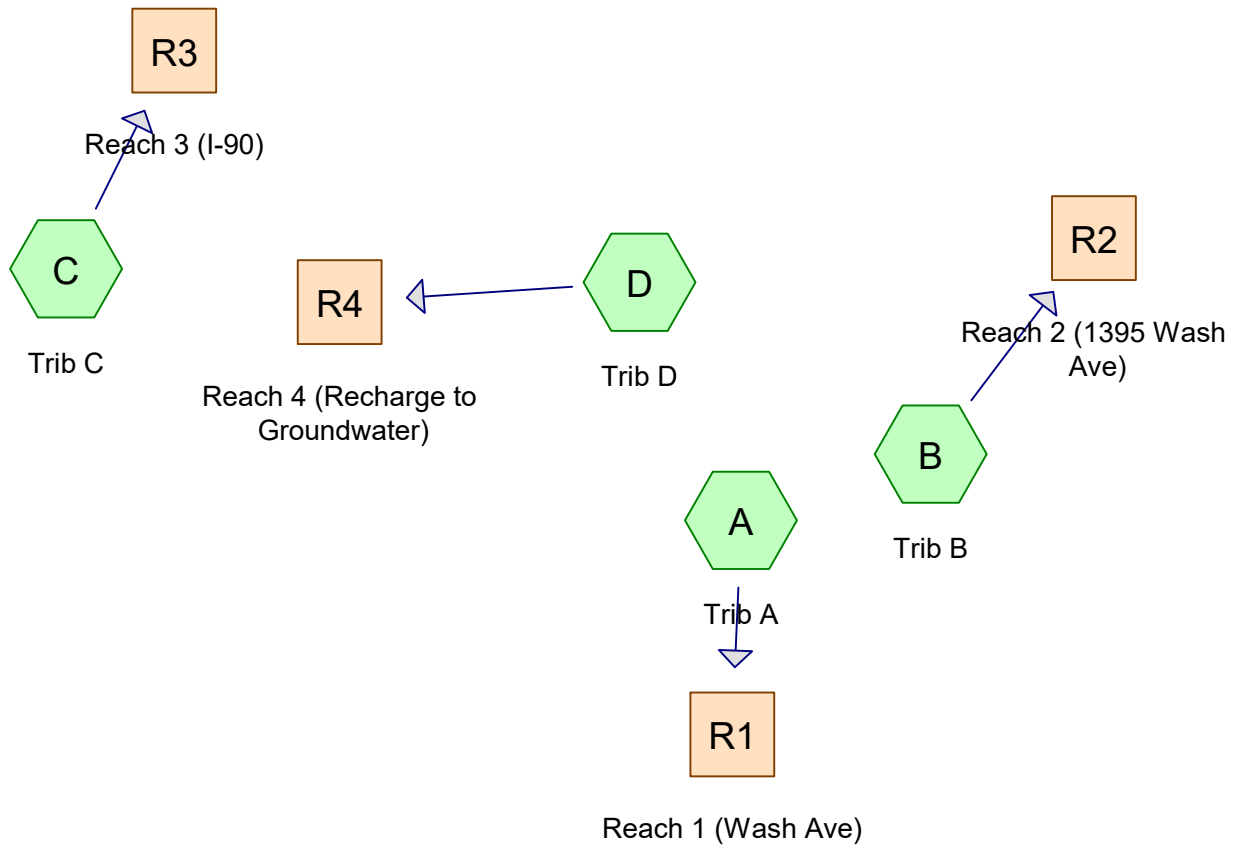 R3
Reach 3 (I-90)
C
Trib C
R4
Reach 4 (Recharge to
Groundwater)
D
Trib D
R2
Reach 2 (1395 Wash
Ave)
B
Trib B
A
Trib A
R1
Reach 1 (Wash Ave)